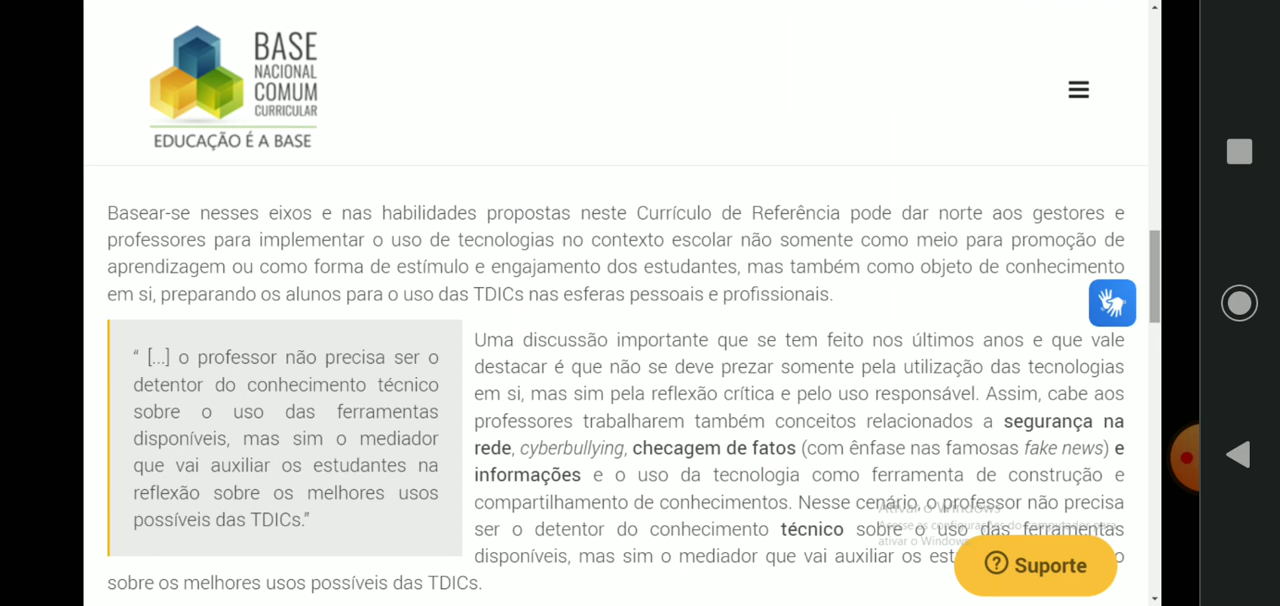 BASE
NACIONAL
COMUM
CURRICULAR
EDUCAÇÃO É A BASE
Basear-se nesses eixos e nas habilidades propostas neste Currículo de Referência pode dar norte aos gestores e
professores para implementar o uso de tecnologias no contexto escolar não somente como meio para promoção de
aprendizagem ou como forma de estímulo e engajamento dos estudantes, mas também como objeto de conhecimento
em si, preparando os alunos para o uso das TDICs nas esferas pessoais e profissionais.
“ [...] o professor não precisa ser o
detentor do conhecimento técnico
sobre o uso das ferramentas
disponíveis, mas sim o mediador
que vai auxiliar os estudantes na
reflexão sobre os melhores usos
possíveis das TDICs.”
Uma discussão importante que se tem feito nos últimos anos e que vale
destacar é que não se deve prezar somente pela utilização das tecnologias
em si, mas sim pela reflexão crítica e pelo uso responsável. Assim, cabe aos
professores trabalharem também conceitos relacionados a segurança na
rede, cyberbullying, checagem de fatos (com ênfase nas famosas fake news) e
informações e o uso da tecnologia como ferramenta de construção e
compartilhamento de conhecimentos. Nesse cenário, o professor não precisa
ser o detentor do conhecimento técnico sobre o uso das ferramentas
disponíveis, mas sim o mediador que vai auxiliar os
sobre os melhores usos possíveis das TDICs.
Ativar o Windows
Acesse as configurações do computador para
ativar o Windows
Suporte